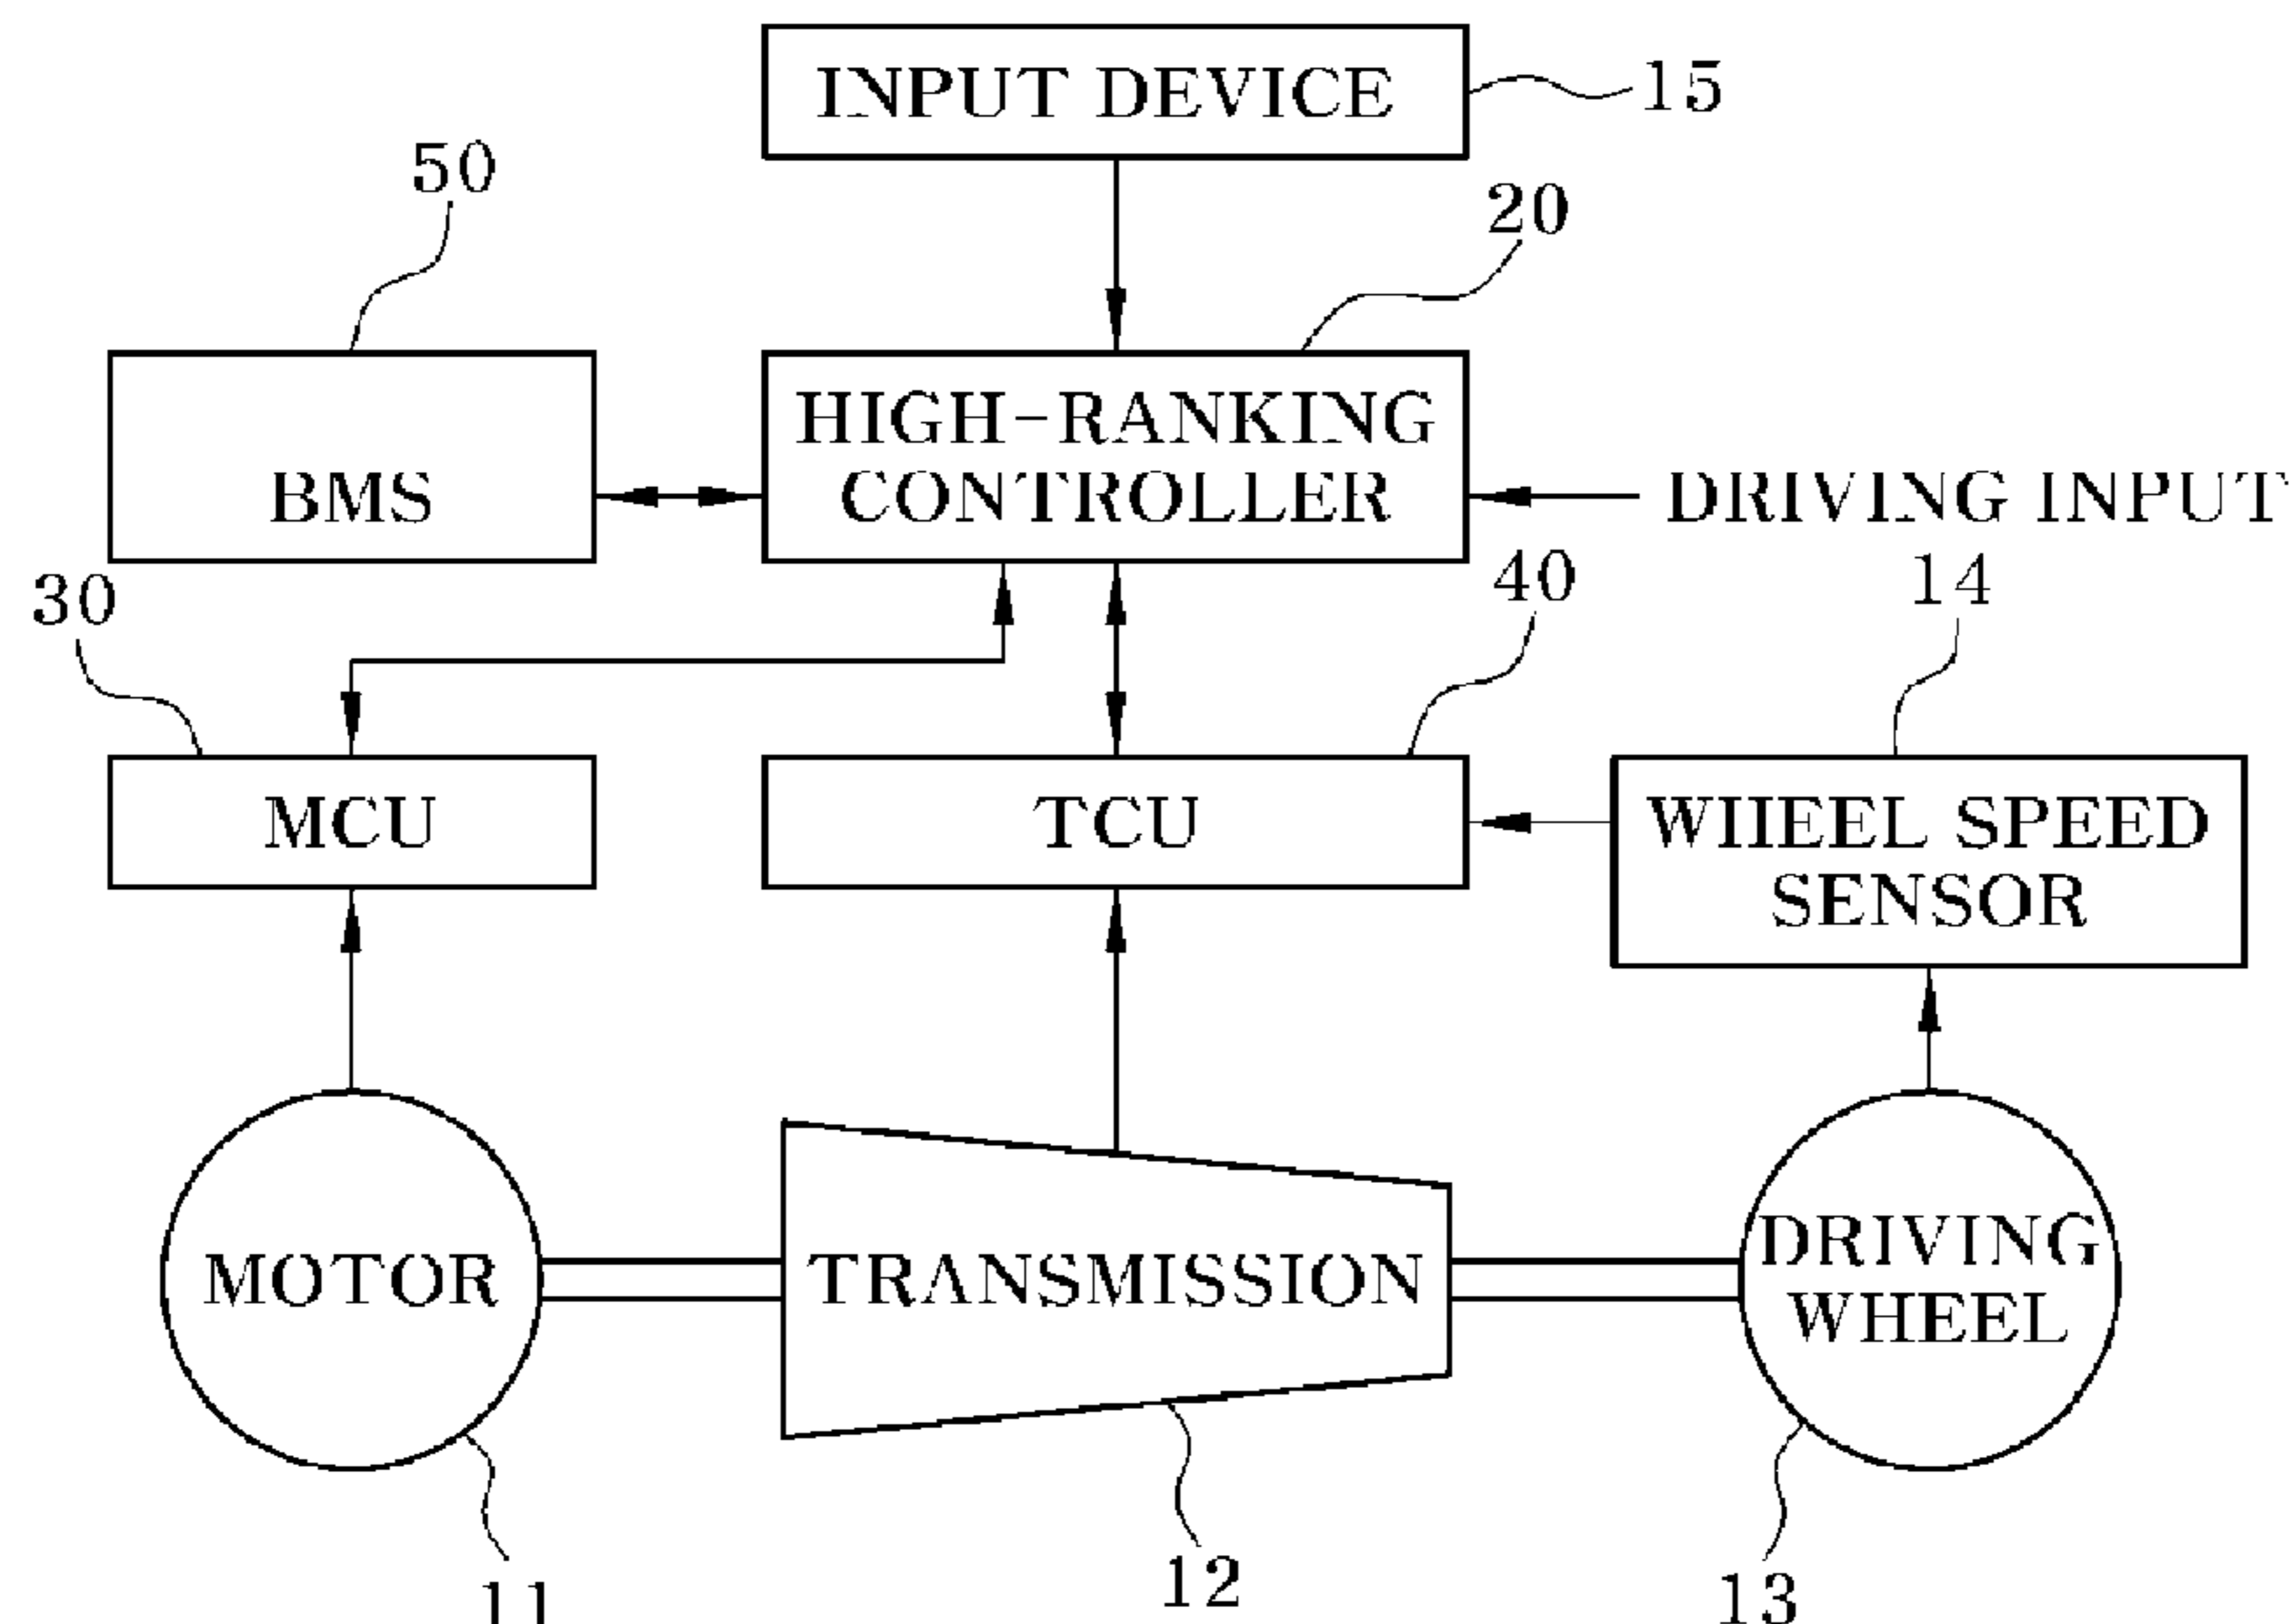 INPUT DEVICE
15
50
20
HIGH-RANKING
CONTROLLER
BMS
DRIVING INPUT
30
40
14
MCU
TCU
WHEEL SPEED
SENSOR
MOTOR
TRANSMISSION
DRIVING
WHEEL
11
12
13